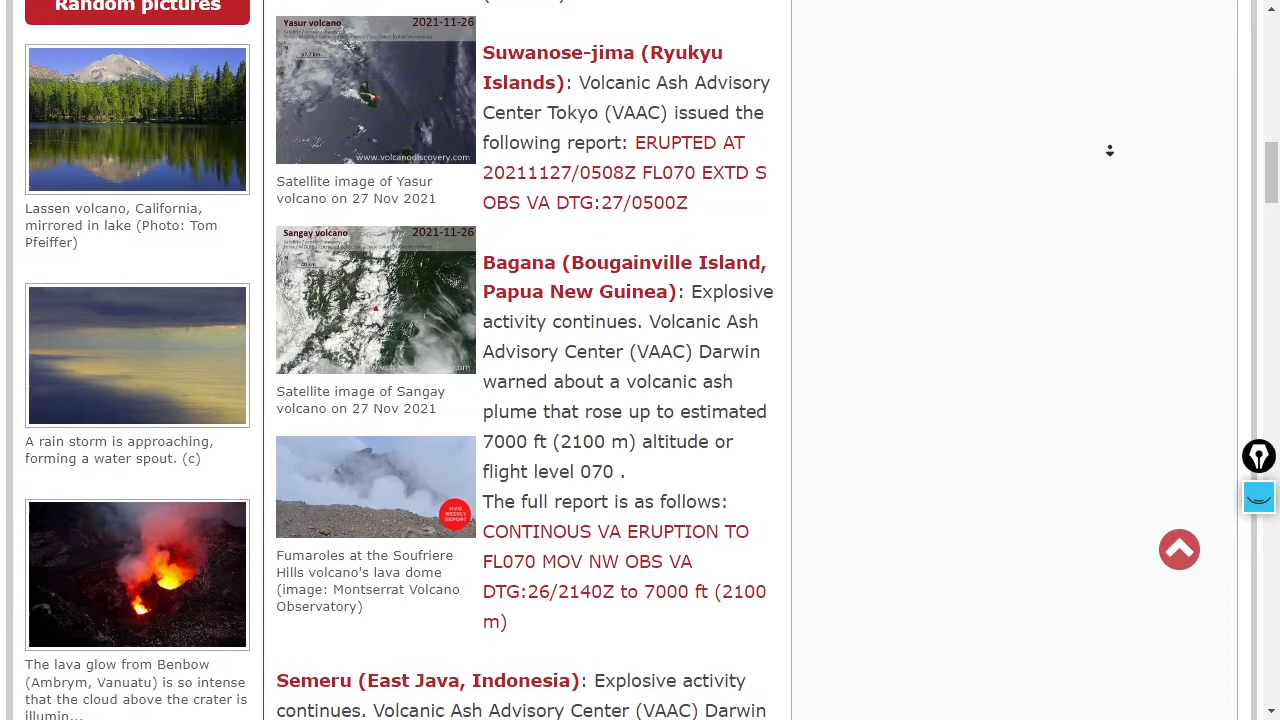 Random pictures
Lassen volcano, California,
mirrored in lake (Photo: Tom
Pfeiffer)
A rain storm is approaching,
forming a water spout. (c)
The lava glow from Benbow
(Ambrym, Vanuatu) is so intense
that the cloud above the crater is
illumin...
Yasur volcano
2021-11-26
www.volcanodiscovery.com
Satellite image of Yasur
volcano on 27 Nov 2021
Sangay volcano
2021-11-26
Satellite image of Sangay
volcano on 27 Nov 2021
HVO
WEEKLY
REPORT
Fumaroles at the Soufriere
Hills volcano's lava dome
(image: Montserrat Volcano
Observatory)
Suwanose-jima (Ryukyu
Islands): Volcanic Ash Advisory
Center Tokyo (VAAC) issued the
following report: ERUPTED AT
20211127/0508Z FL070 EXTD S
OBS VA DTG:27/0500Z
Bagana (Bougainville Island,
Papua New Guinea): Explosive
activity continues. Volcanic Ash
Advisory Center (VAAC) Darwin
warned about a volcanic ash
plume that rose up to estimated
7000 ft (2100 m) altitude or
flight level 070 .
The full report is as follows:
CONTINOUS VA ERUPTION TO
FL070 MOV NW OBS VA
DTG:26/2140Z to 7000 ft (2100
m)
Semeru (East Java, Indonesia): Explosive activity
continues. Volcanic Ash Advisory Center (VAAC) Darwin